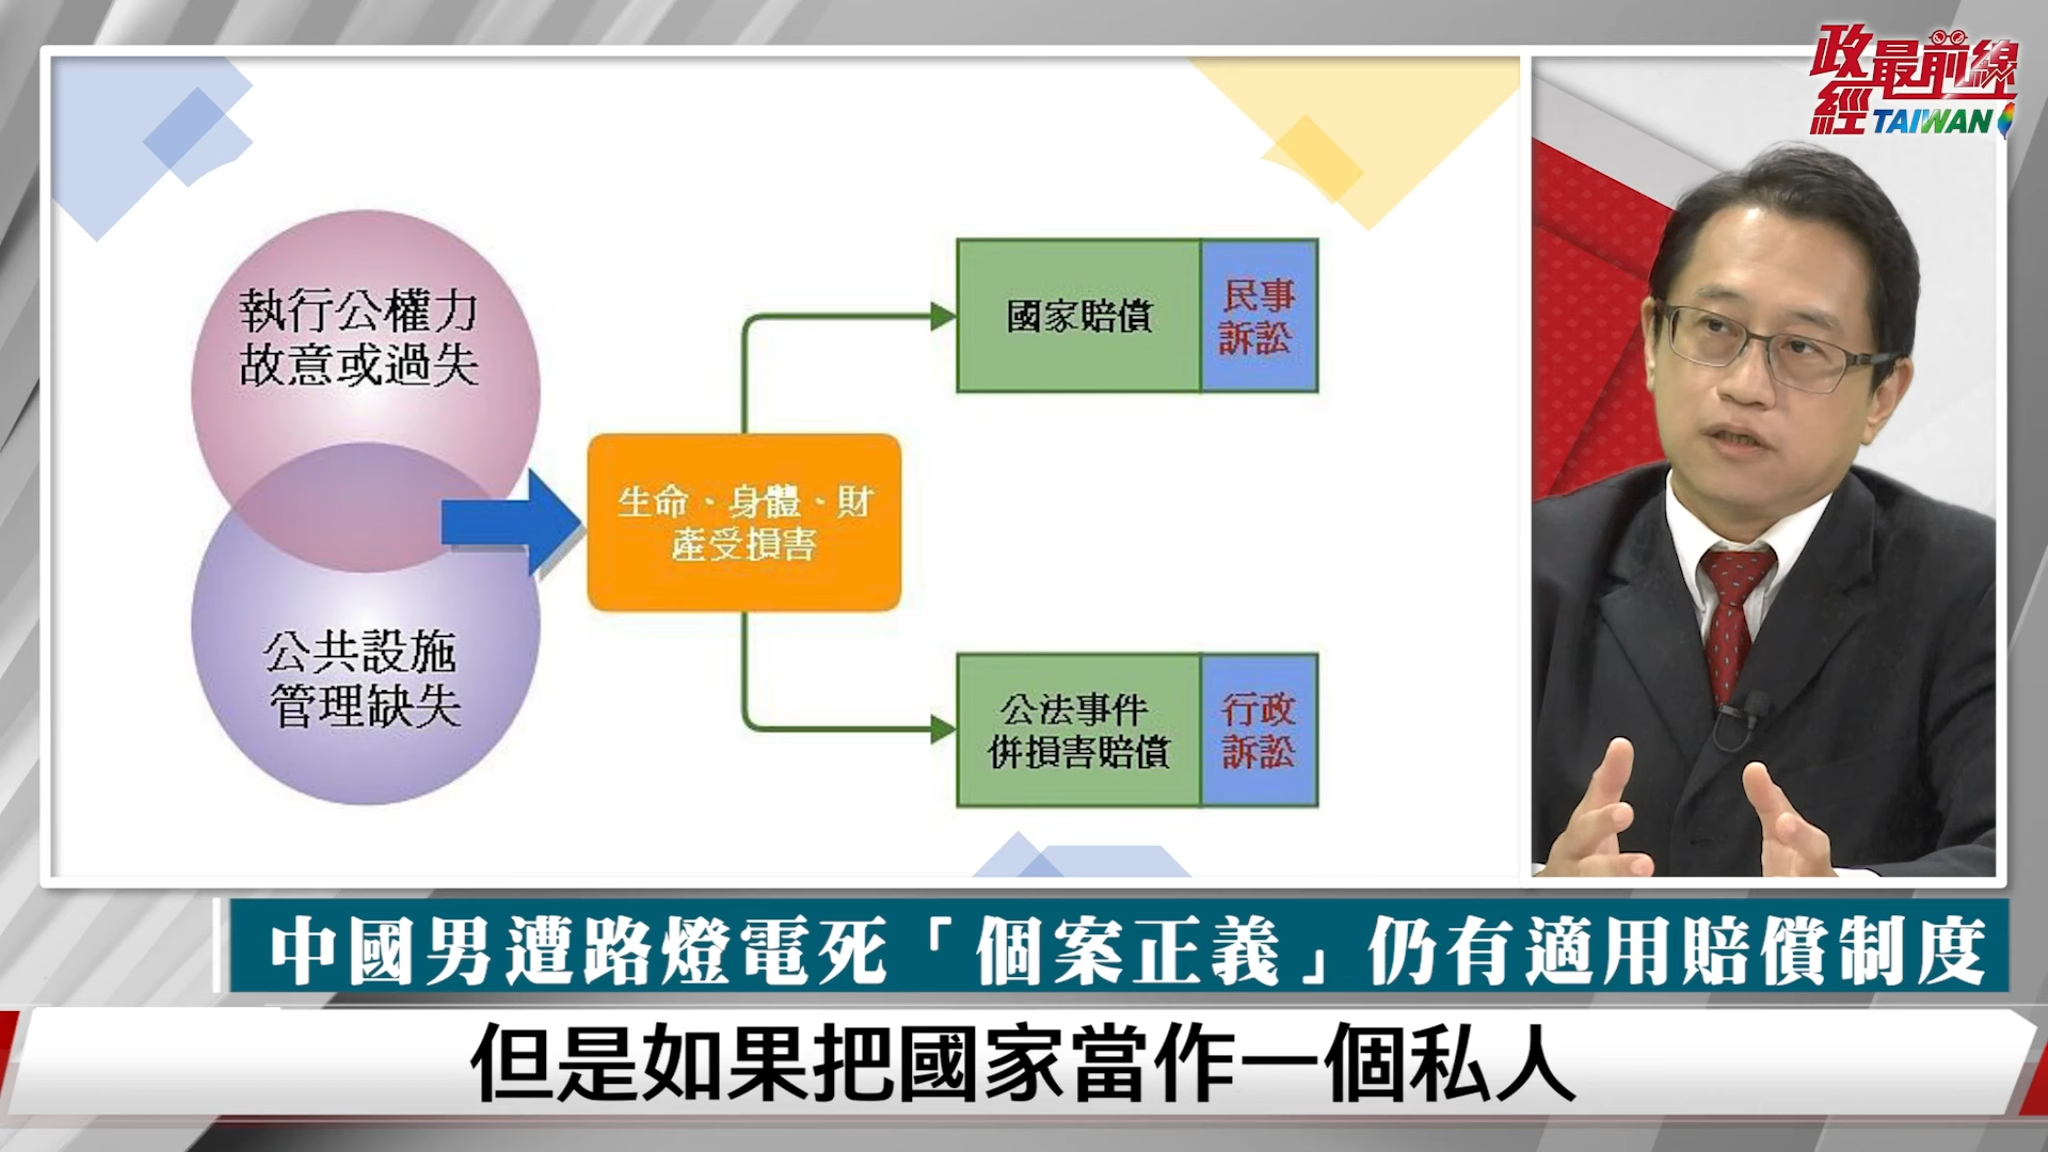 政經最前線
TAIWAN
執行公權力
故意或過失
公共設施
管理缺失
生命、身體、財
產受損害
國家賠償
民事
訴訟
公法事件
併損害賠償
行政
訴訟
中國男遭路燈電死「個案正義」仍有適用賠償制度
但是如果把國家當作一個私人